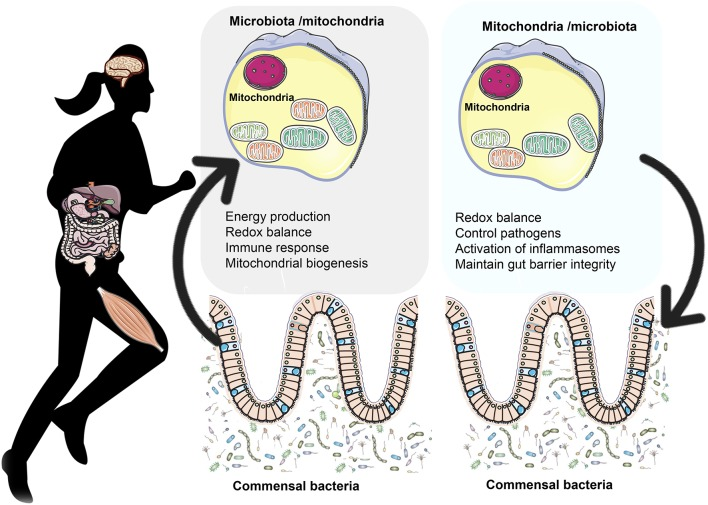 Microbiota /mitochondria
Mitochondria
Energy production
Redox balance
Immune response
Mitochondrial biogenesis
Commensal bacteria
Mitochondria /microbiota
Mitochondria
Redox balance
Control pathogens
Activation of inflammasomes
Maintain gut barrier integrity
Commensal bacteria